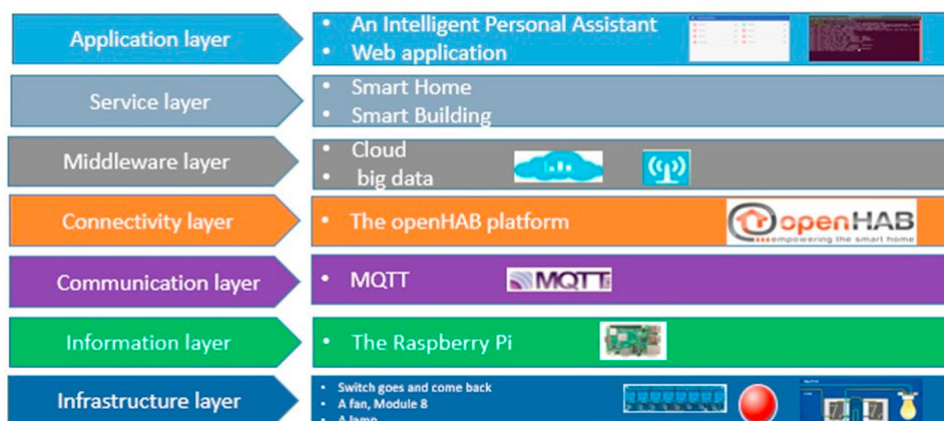 Application layer
• An Intelligent Personal Assistant
• Web application
Service layer
• Smart Home
• Smart Building
Middleware layer
• Cloud
• big data
Connectivity layer
• The openHAB platform
openHAB
empowering the smart home
Communication layer
• MQTT
MQTT
Information layer
• The Raspberry Pi
Infrastructure layer
• Switch goes and come back
• A fan, Module 8
• A lamp